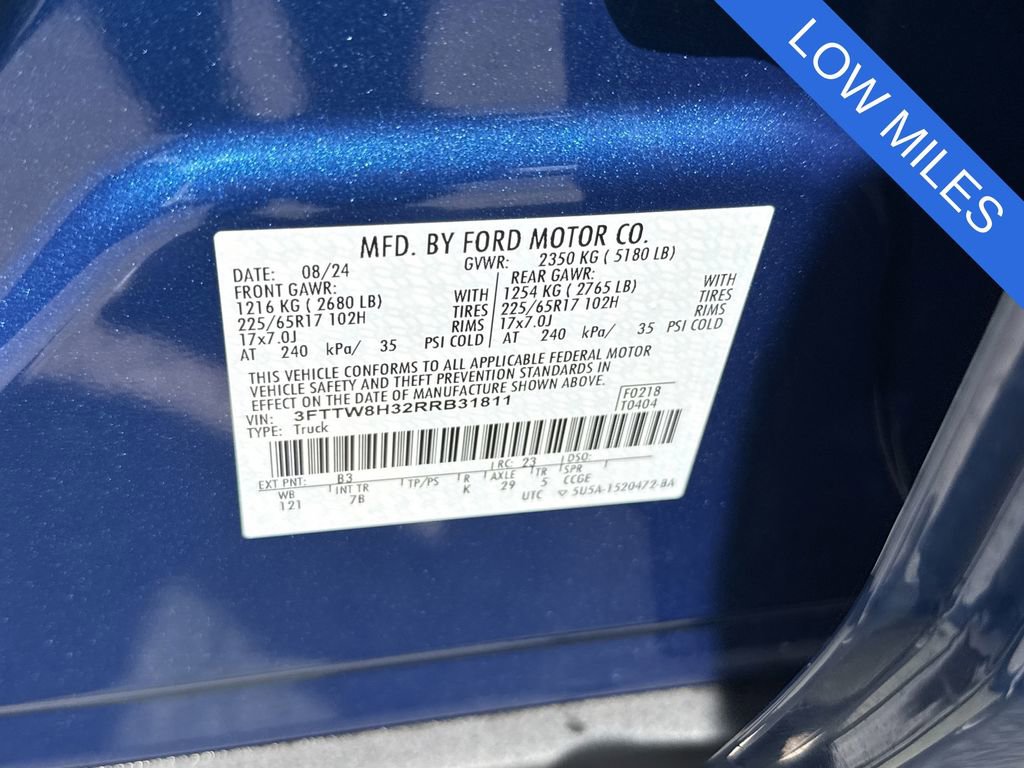 LOW MILES
MFD. BY FORD MOTOR CO.
DATE: 08/24 GVWR: 2350 KG ( 5180 LB)
FRONT GAWR: REAR GAWR:
1216 KG ( 2680 LB) WITH 1254 KG ( 2765 LB) WITH
225/65R17 102H TIRES 225/65R17 102H TIRES
17x7.0J RIMS 17x7.0J RIMS
AT 240 kPa/ 35 PSI COLD AT 240 kPa/ 35 PSI COLD
THIS VEHICLE CONFORMS TO ALL APPLICABLE FEDERAL MOTOR
VEHICLE SAFETY AND THEFT PREVENTION STANDARDS IN
EFFECT ON THE DATE OF MANUFACTURE SHOWN ABOVE.
VIN: 3FTTW8H32RRB31811 F0218
TYPE: Truck T0404
EXT PNT: B3 RC: 23 DSO:
WB INT TR TP/PS R AXLE TR SPR
121 7B K 29 5 CCGE
UTC 5U5A-1520472-BA